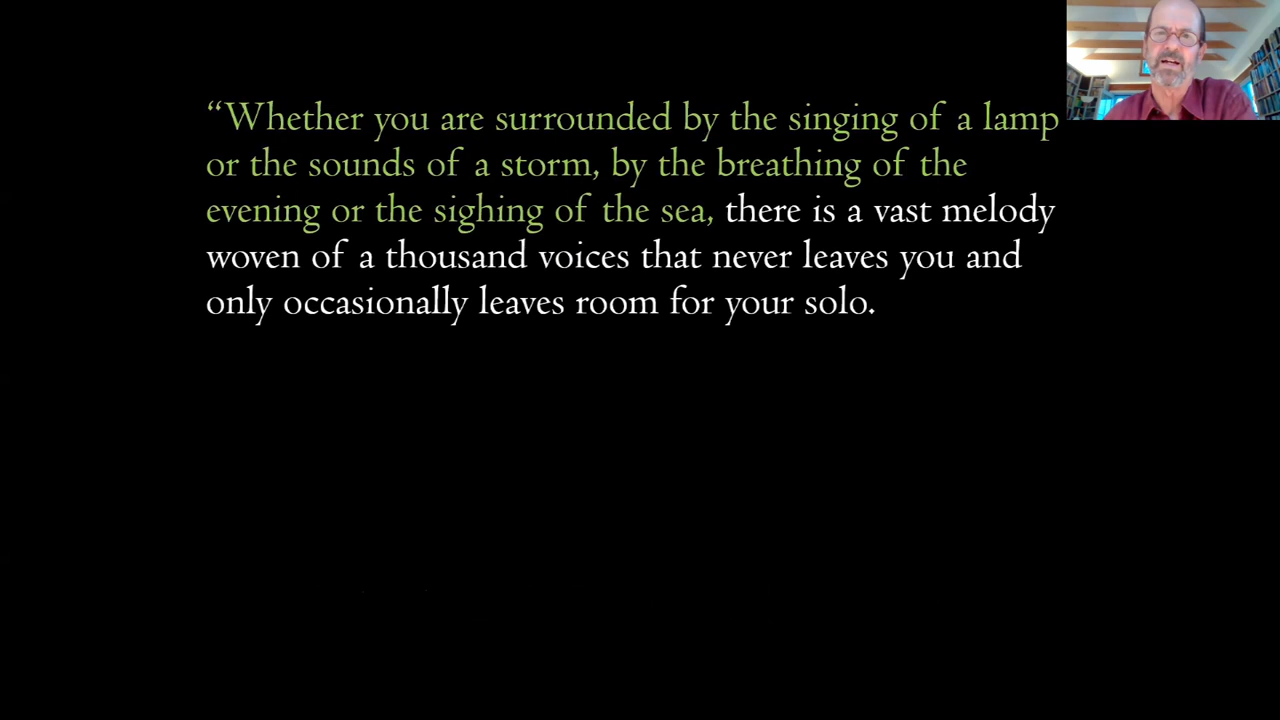 “Whether you are surrounded by the singing of a lamp
or the sounds of a storm, by the breathing of the
evening or the sighing of the sea, there is a vast melody
woven of a thousand voices that never leaves you and
only occasionally leaves room for your solo.